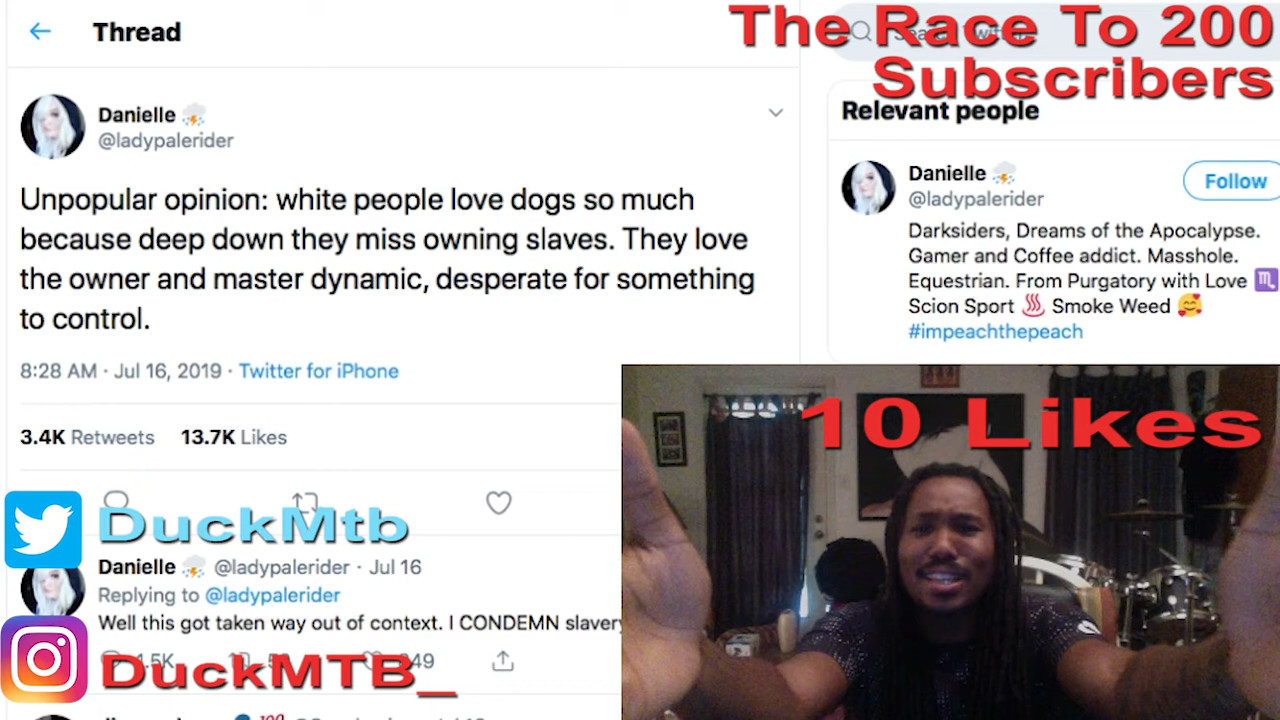 Thread
The Race To 200
Subscribers
Danielle
@ladypalerider
Unpopular opinion: white people love dogs so much
because deep down they miss owning slaves. They love
the owner and master dynamic, desperate for something
to control.
8:28 AM · Jul 16, 2019 · Twitter for iPhone
3.4K Retweets 13.7K Likes
DuckMtb
Danielle @ladypalerider · Jul 16
Replying to @ladypalerider
Well this got taken way out of context. I CONDEMN slavery
DuckMTB_
Relevant people
Danielle
@ladypalerider
Follow
Darksiders, Dreams of the Apocalypse.
Gamer and Coffee addict. Masshole.
Equestrian. From Purgatory with Love
Scion Sport Smoke Weed
#impeachthepeach
10 Likes